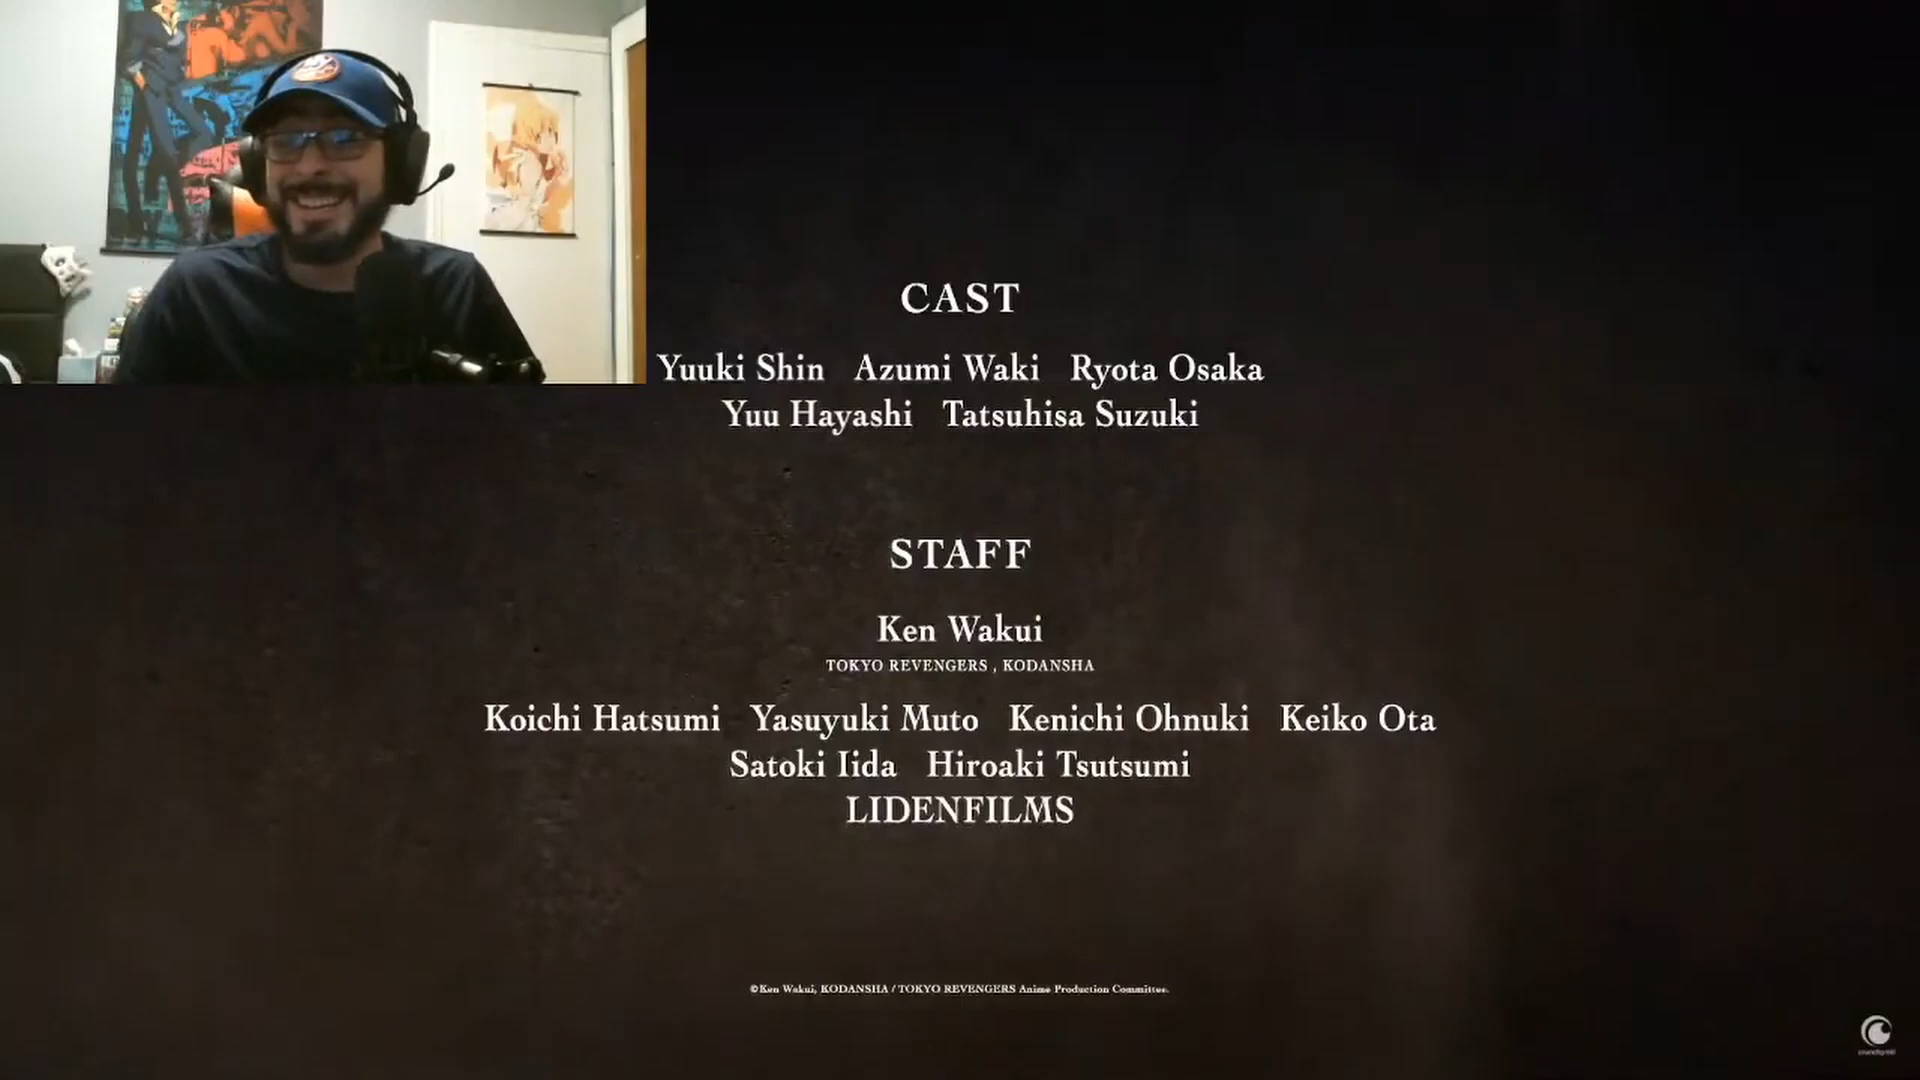 CAST
Yuuki Shin Azumi Waki Ryota Osaka
Yuu Hayashi Tatsuhisa Suzuki
STAFF
Ken Wakui
TOKYO REVENGERS , KODANSHA
Koichi Hatsumi Yasuyuki Muto Kenichi Ohnuki Keiko Ota
Satoki Iida Hiroaki Tsutsumi
LIDENFILMS
©Ken Wakui, KODANSHA / TOKYO REVENGERS Anime Production Committee.
crunchyroll